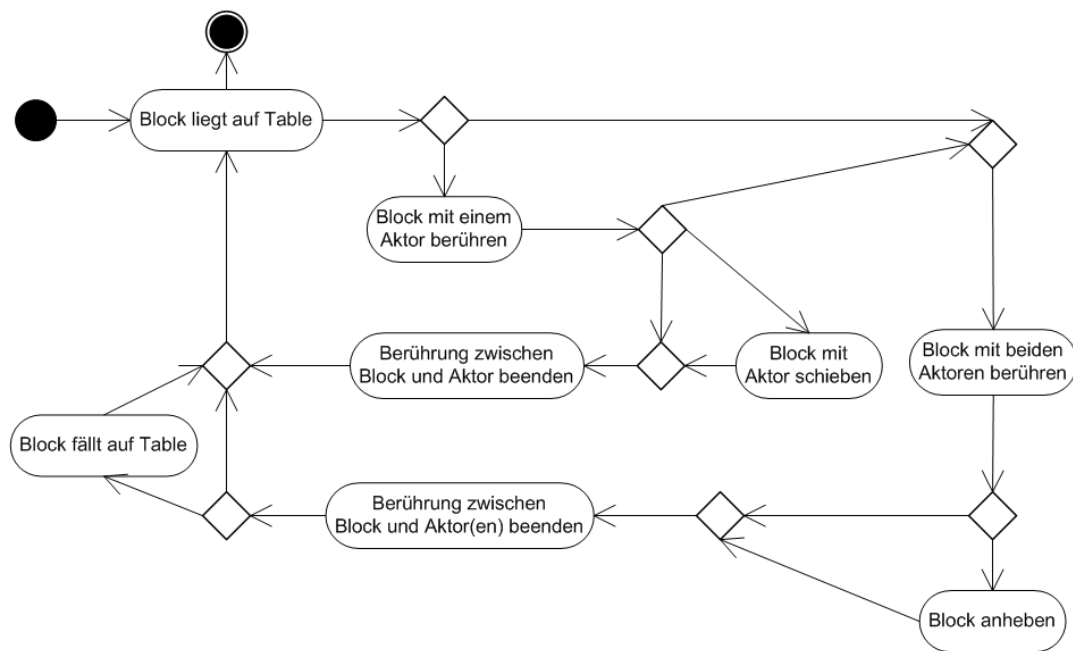 Block liegt auf Table
Block mit einem
Aktor berühren
Berührung zwischen
Block und Aktor beenden
Block mit
Aktor schieben
Block mit beiden
Aktoren berühren
Block fällt auf Table
Berührung zwischen
Block und Aktor(en) beenden
Block anheben